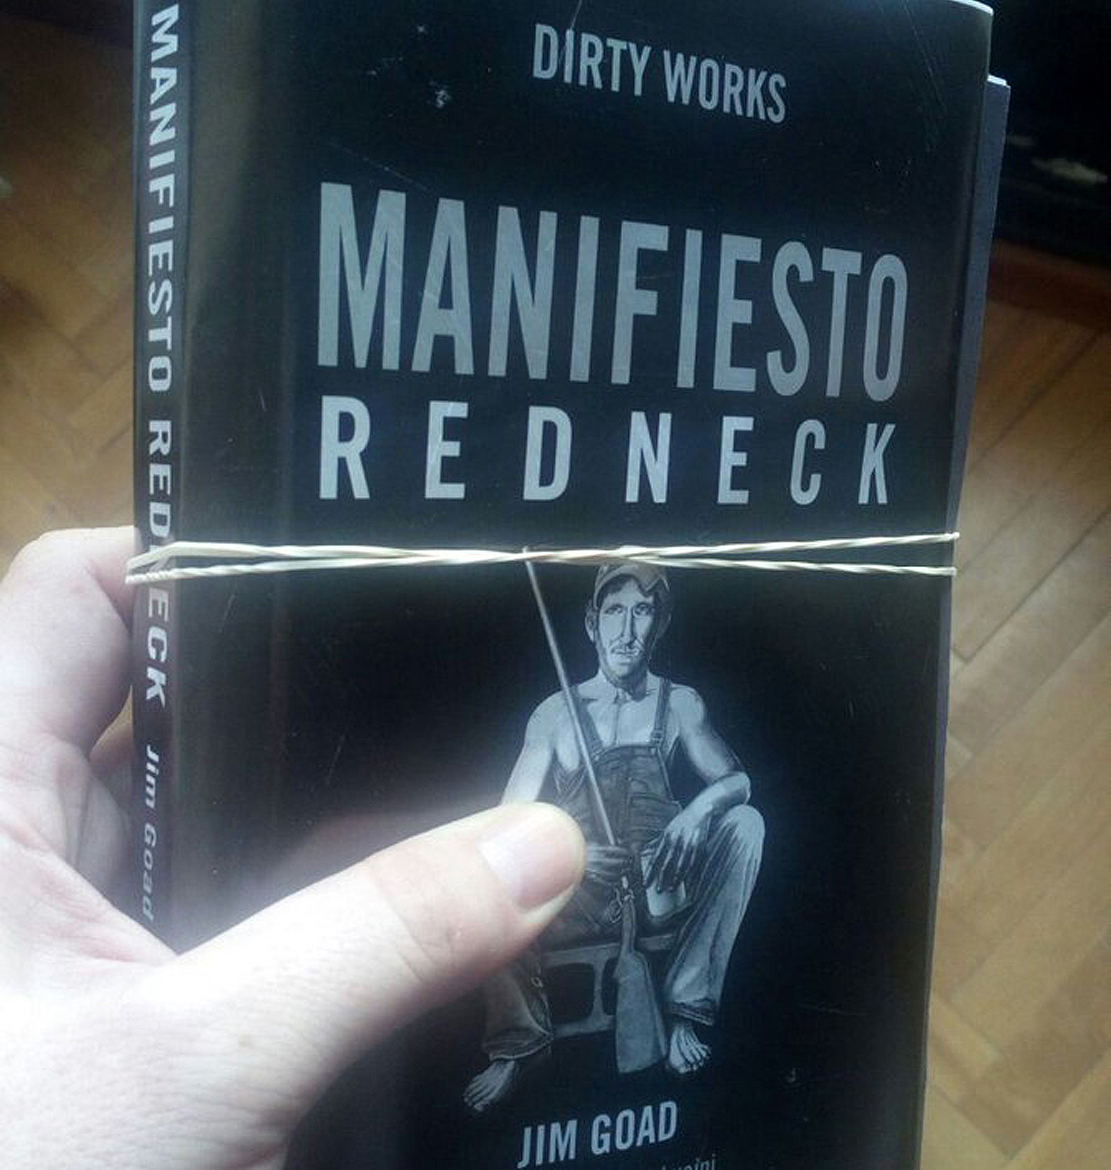 DIRTY WORKS
MANIFIESTO
REDNECK
JIM GOAD
MANIFIESTO REDNECK Jim Goad